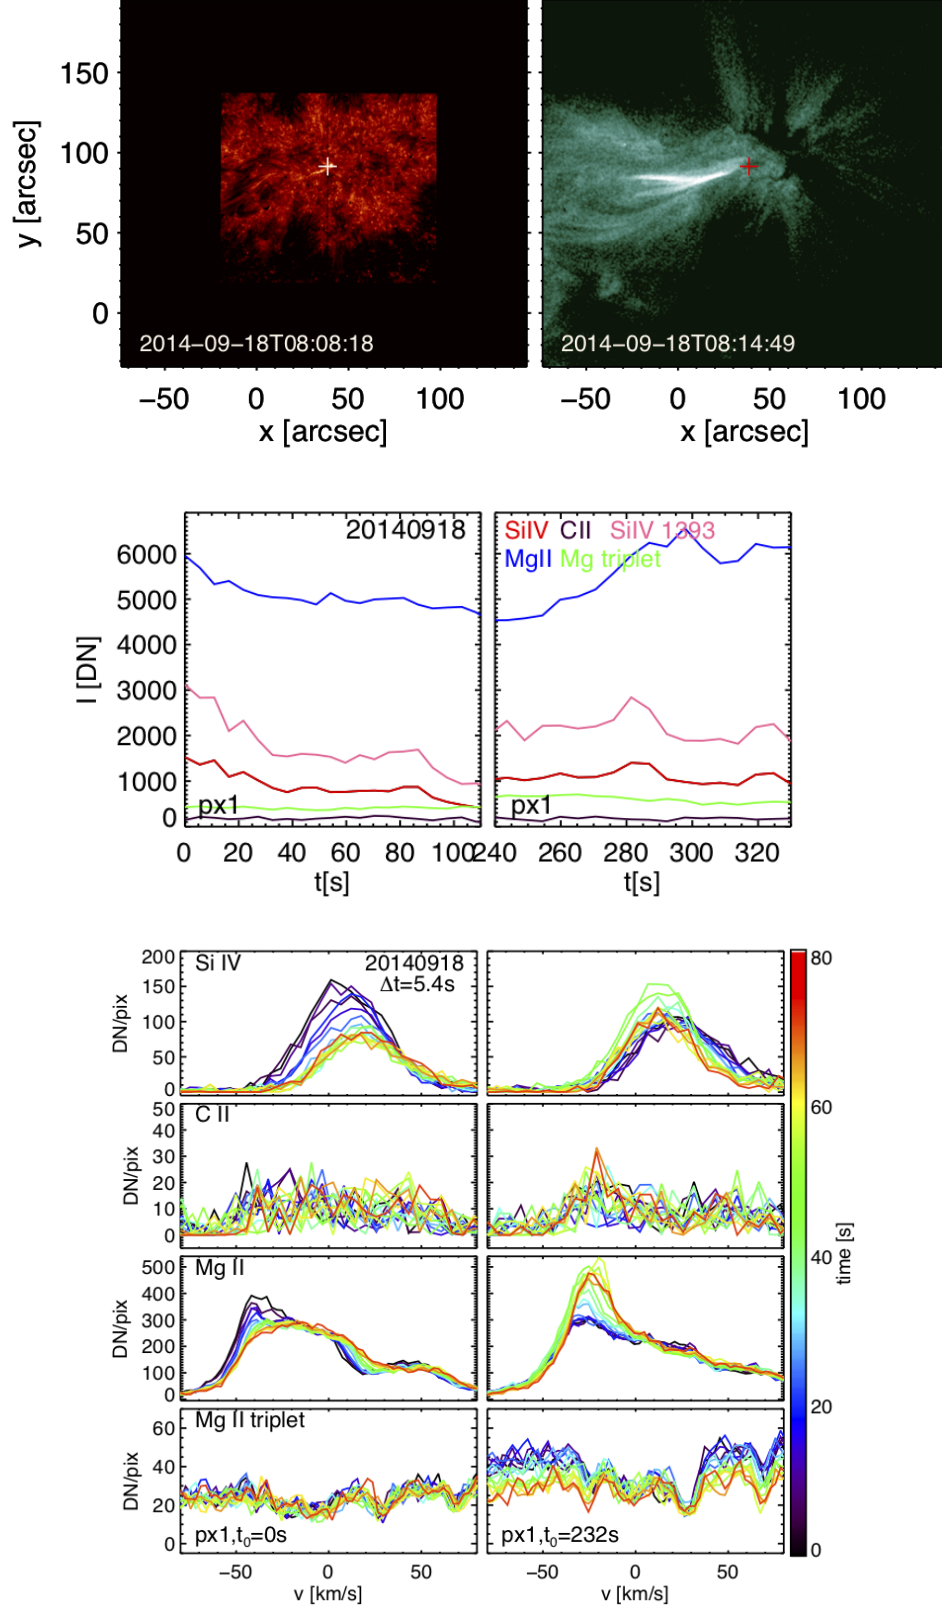 150
100
50
0
y [arcsec]
2014-09-18T08:08:18
2014-09-18T08:14:49
-50 0 50 100
-50 0 50 100
x [arcsec]
x [arcsec]
20140918
SiIV CII SiIV 1393
MgII Mg triplet
6000
5000
4000
3000
2000
1000
0
I [DN]
px1
px1
0 20 40 60 80 100
240 260 280 300 320
t[s]
t[s]
Si IV
20140918
Δt=5.4s
200
150
100
50
0
DN/pix
C II
50
40
30
20
10
0
DN/pix
Mg II
500
400
300
200
100
0
DN/pix
Mg II triplet
60
40
20
0
DN/pix
px1,t₀=0s
px1,t₀=232s
-50 0 50
-50 0 50
v [km/s]
v [km/s]
80
60
40
20
0
time [s]